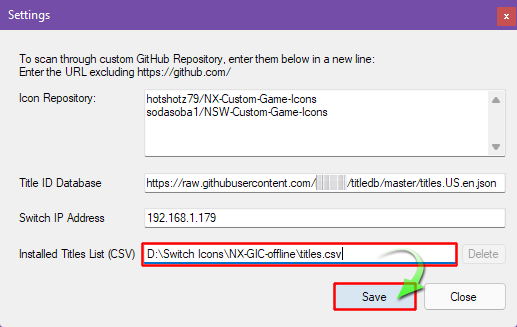 Settings
To scan through custom GitHub Repository, enter them below in a new line:
Enter the URL excluding https://github.com/
Icon Repository:
hotshotz79/NX-Custom-Game-Icons
sodasoba1/NSW-Custom-Game-Icons
Title ID Database
https://raw.githubusercontent.com/ /titledb/master/titles.US.en.json
Switch IP Address
192.168.1.179
Installed Titles List (CSV)
D:\Switch Icons\NX-GIC-offline\titles.csv
Delete
Save
Close